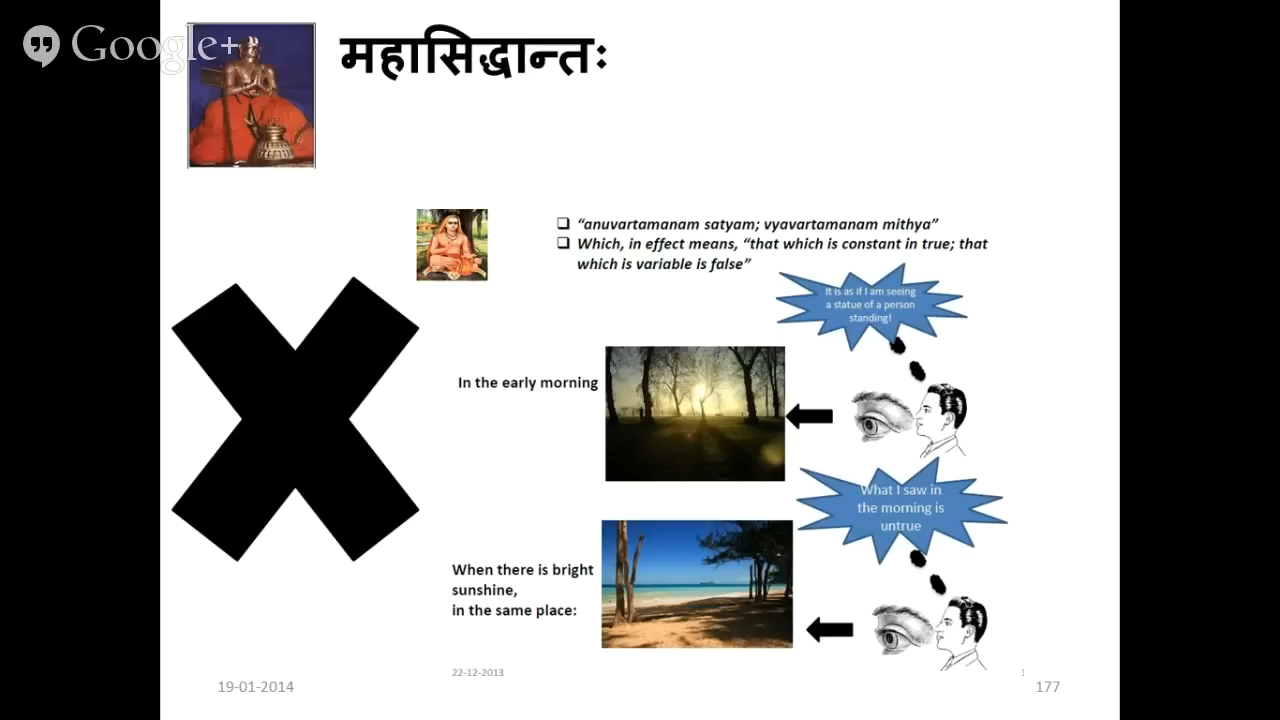 Google+
महासिद्धान्तः
❑ “anuvartamanam satyam; vyavartamanam mithya”
❑ Which, in effect means, “that which is constant in true; that
which is variable is false”
It is as if I am seeing
a statue of a person
standing!
In the early morning
What I saw in
the morning is
untrue
When there is bright
sunshine,
in the same place:
22-12-2013
19-01-2014
177